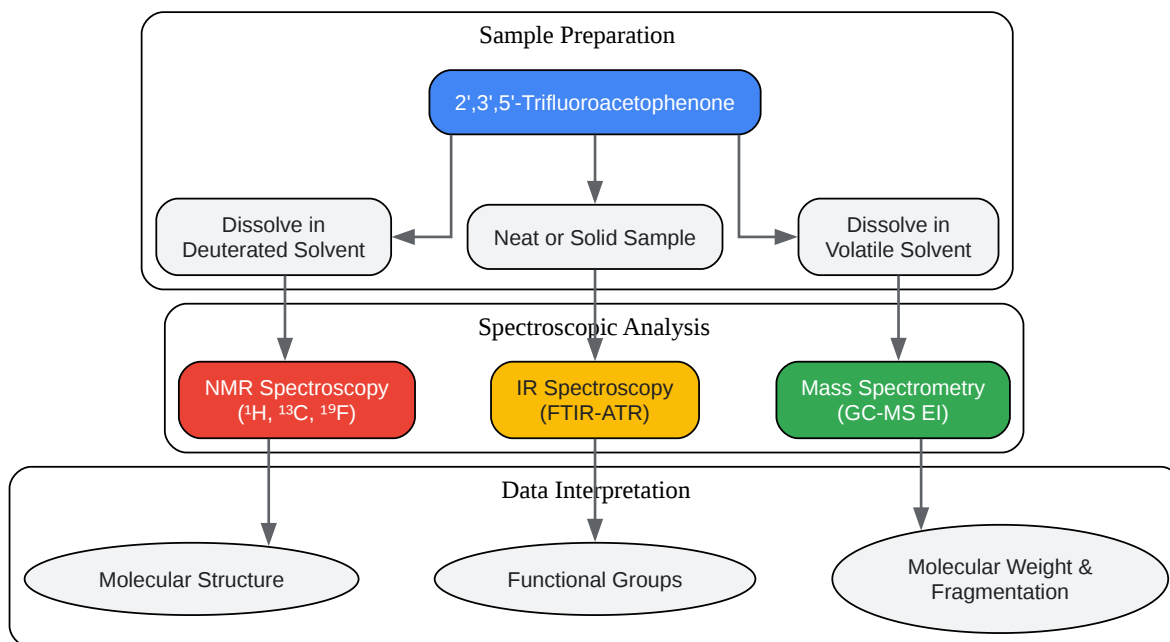 Sample Preparation
2',3',5'-Trifluoroacetophenone
Dissolve in
Deuterated Solvent
Neat or Solid Sample
Dissolve in
Volatile Solvent
Spectroscopic Analysis
NMR Spectroscopy
(¹H, ¹³C, ¹⁹F)
IR Spectroscopy
(FTIR-ATR)
Mass Spectrometry
(GC-MS EI)
Data Interpretation
Molecular Structure
Functional Groups
Molecular Weight &
Fragmentation